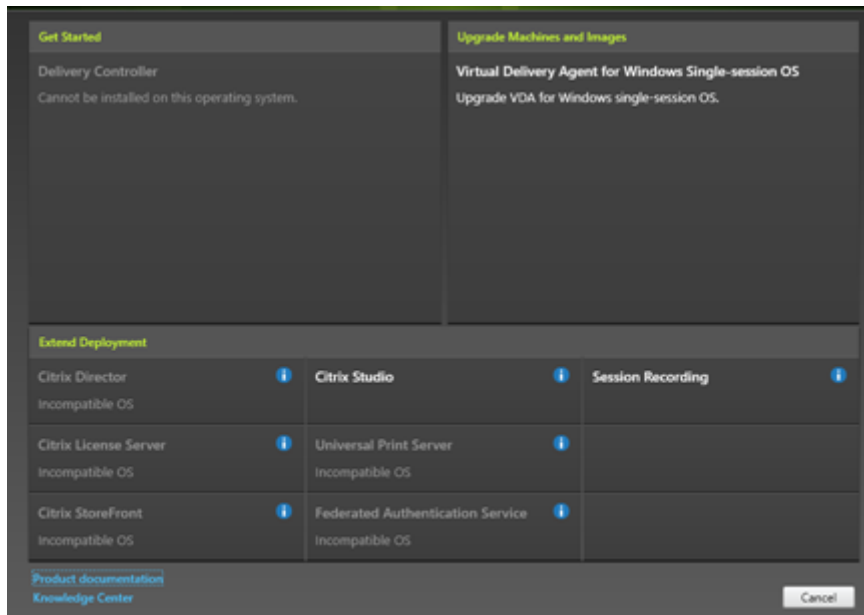 Get Started
Delivery Controller
Cannot be installed on this operating system.
Upgrade Machines and Images
Virtual Delivery Agent for Windows Single-session OS
Upgrade VDA for Windows single-session OS.
Extend Deployment
Citrix Director
Incompatible OS
Citrix Studio
Session Recording
Citrix License Server
Incompatible OS
Universal Print Server
Incompatible OS
Citrix StoreFront
Incompatible OS
Federated Authentication Service
Incompatible OS
Product documentation
Knowledge Center
Cancel